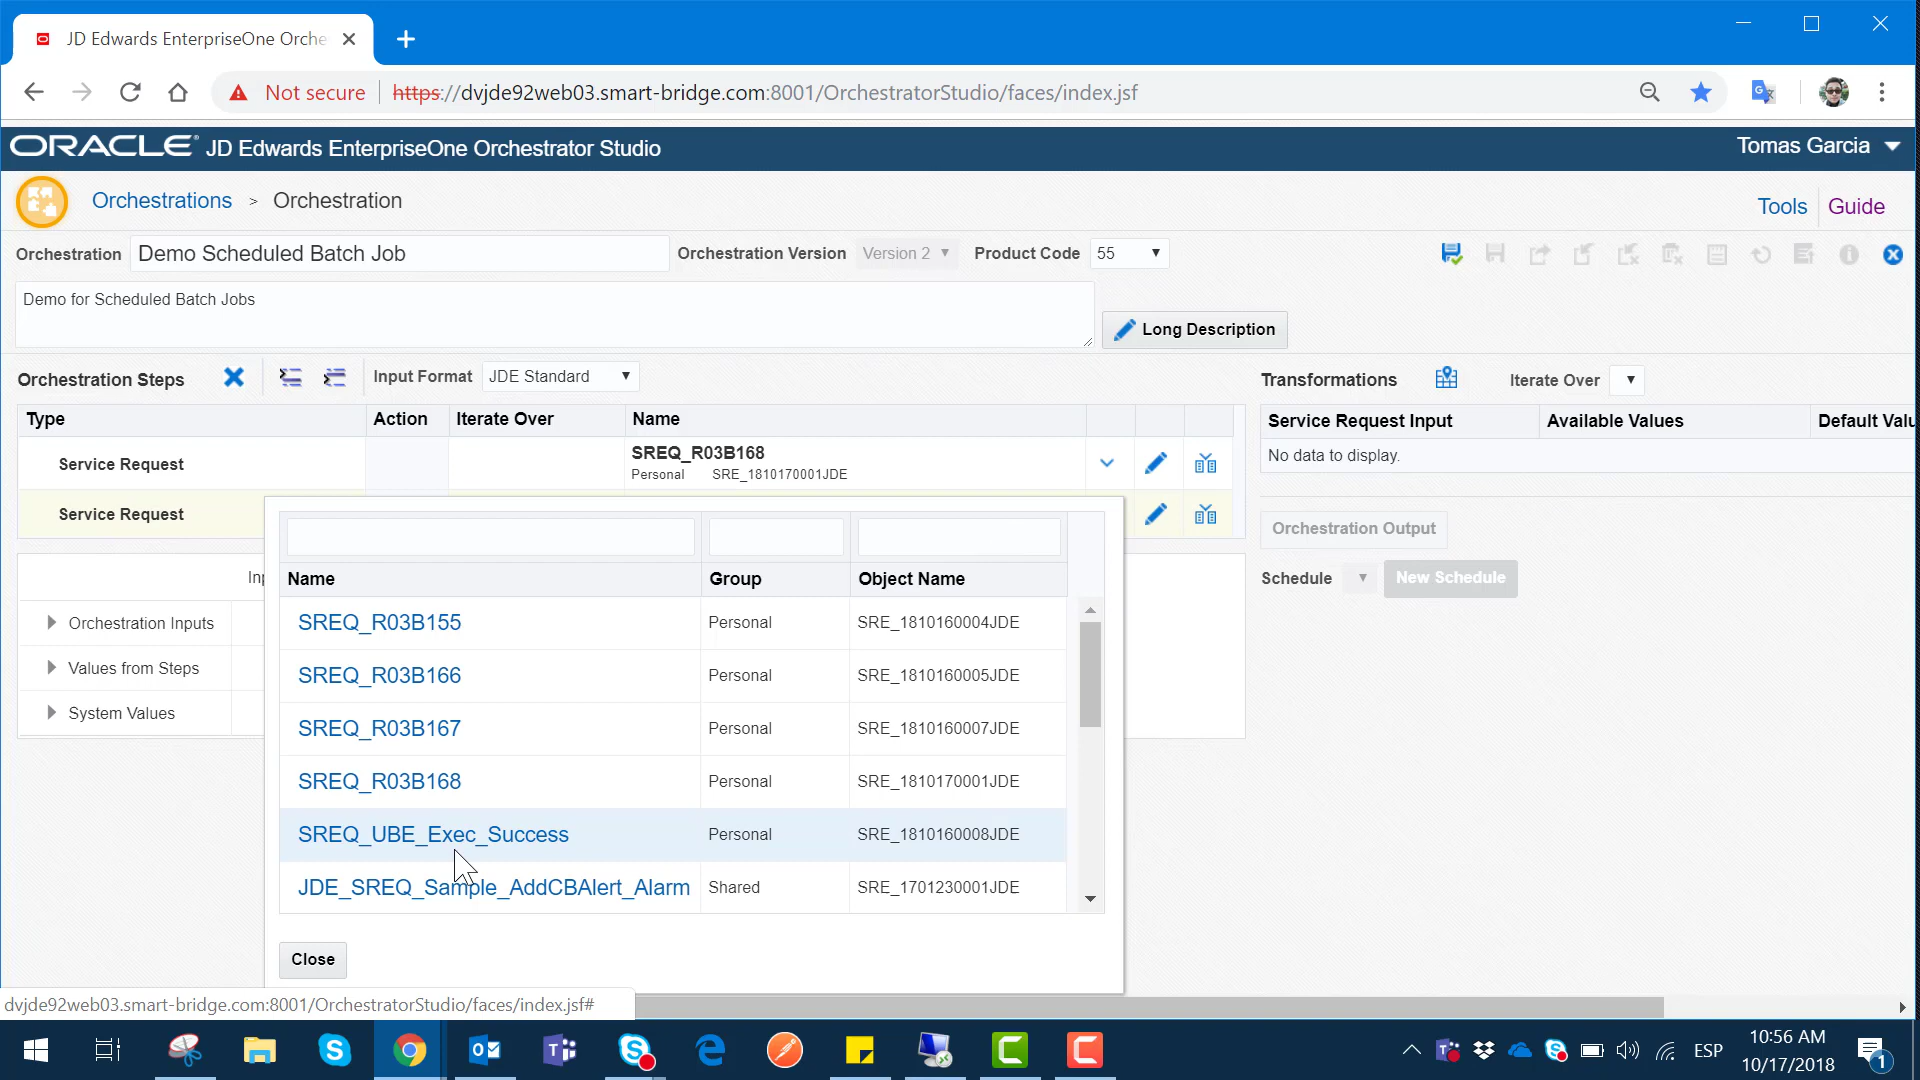 JD Edwards EnterpriseOne Orche
Not secure https://dvjde92web03.smart-bridge.com:8001/OrchestratorStudio/faces/index.jsf
ORACLE JD Edwards EnterpriseOne Orchestrator Studio Tomas Garcia
Orchestrations > Orchestration Tools Guide
Orchestration Demo Scheduled Batch Job Orchestration Version Version 2 Product Code 55
Demo for Scheduled Batch Jobs
Long Description
Orchestration Steps Input Format JDE Standard Transformations Iterate Over
Type Action Iterate Over Name Service Request Input Available Values Default Valu
Service Request SREQ_R03B168 No data to display.
Personal SRE_1810170001JDE
Service Request
Orchestration Output
Inp
Schedule New Schedule
Name Group Object Name
Orchestration Inputs SREQ_R03B155 Personal SRE_1810160004JDE
Values from Steps SREQ_R03B166 Personal SRE_1810160005JDE
System Values SREQ_R03B167 Personal SRE_1810160007JDE
SREQ_R03B168 Personal SRE_1810170001JDE
SREQ_UBE_Exec_Success Personal SRE_1810160008JDE
JDE_SREQ_Sample_AddCBAlert_Alarm Shared SRE_1701230001JDE
Close
dvjde92web03.smart-bridge.com:8001/OrchestratorStudio/faces/index.jsf#
ESP 10:56 AM
10/17/2018 1